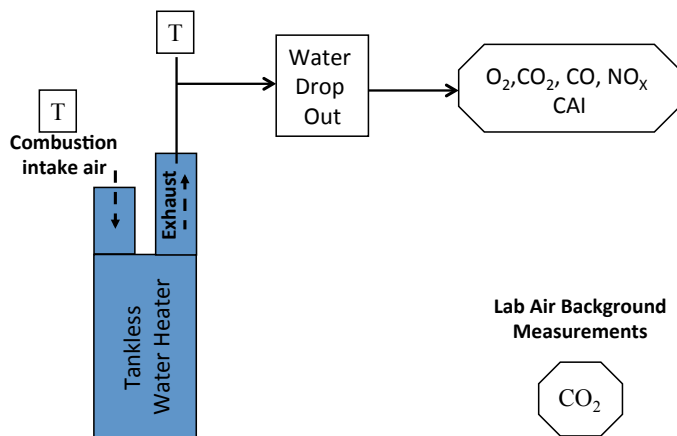 T
Water
Drop
Out
O₂,CO₂, CO, NOₓ
CAI
T
Combustion
intake air
Exhaust
Tankless
Water Heater
Lab Air Background
Measurements
CO₂